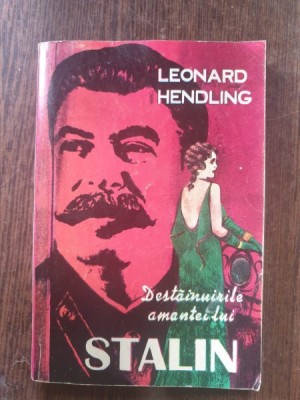 LEONARD
HENDLING
Destăinuirile
amantei lui
STALIN